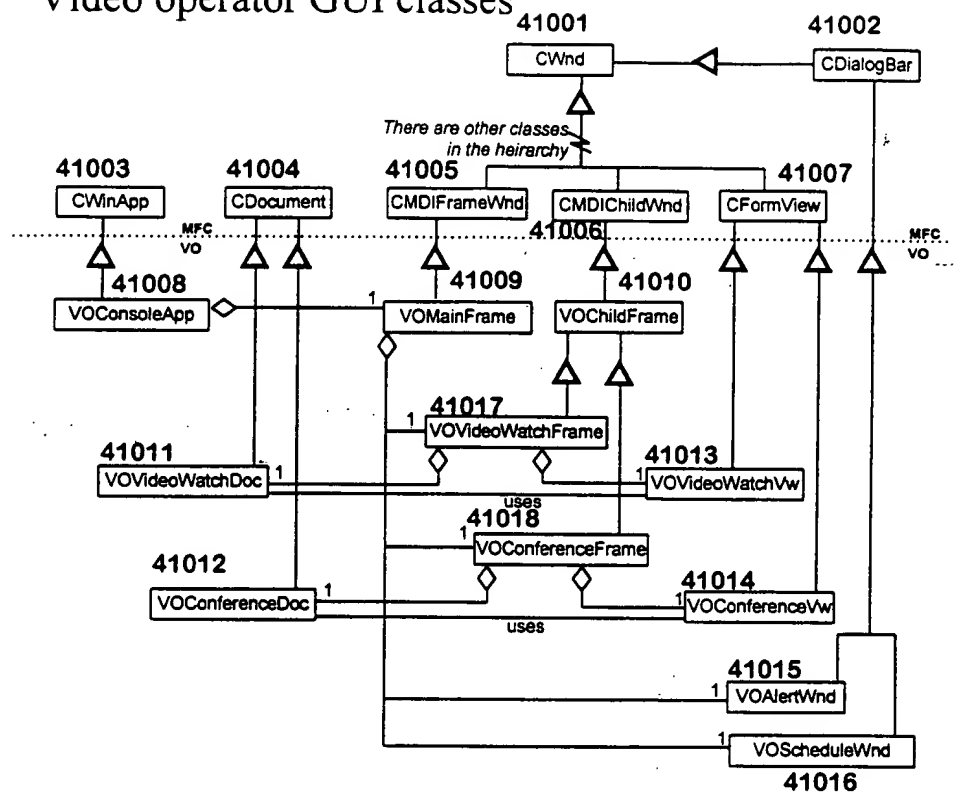 Video operator GUI classes
41001
41002
CWnd
CDialogBar
There are other classes
in the heirarchy
41003
41004
41005
41007
CWinApp
CDocument
CMDIFrameWnd
CMDIChildWnd
CFormView
41006
MFC
VO
MFC
VO
41008
41009
41010
VOConsoleApp
1
VOMainFrame
VOChildFrame
41017
1
VOVideoWatchFrame
41011
41013
VOVideoWatchDoc
1
1
VOVideoWatchVw
uses
41018
1
VOConferenceFrame
41012
41014
VOConferenceDoc
1
1
VOConferenceVw
uses
41015
1
VOAlertWnd
1
VOScheduleWnd
41016